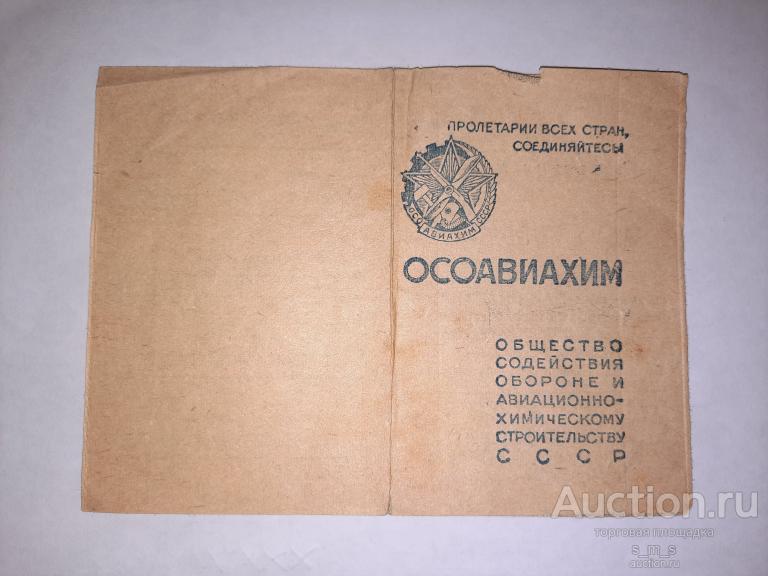 ПРОЛЕТАРИИ ВСЕХ СТРАН,
СОЕДИНЯЙТЕСЬ
ОСОАВИАХИМ СССР
ОСОАВИАХИМ
ОБЩЕСТВО
СОДЕЙСТВИЯ
ОБОРОНЕ И
АВИАЦИОННО-
ХИМИЧЕСКОМУ
СТРОИТЕЛЬСТВУ
СССР
Auction.ru
торговая площадка
s_m_s
auction.ru